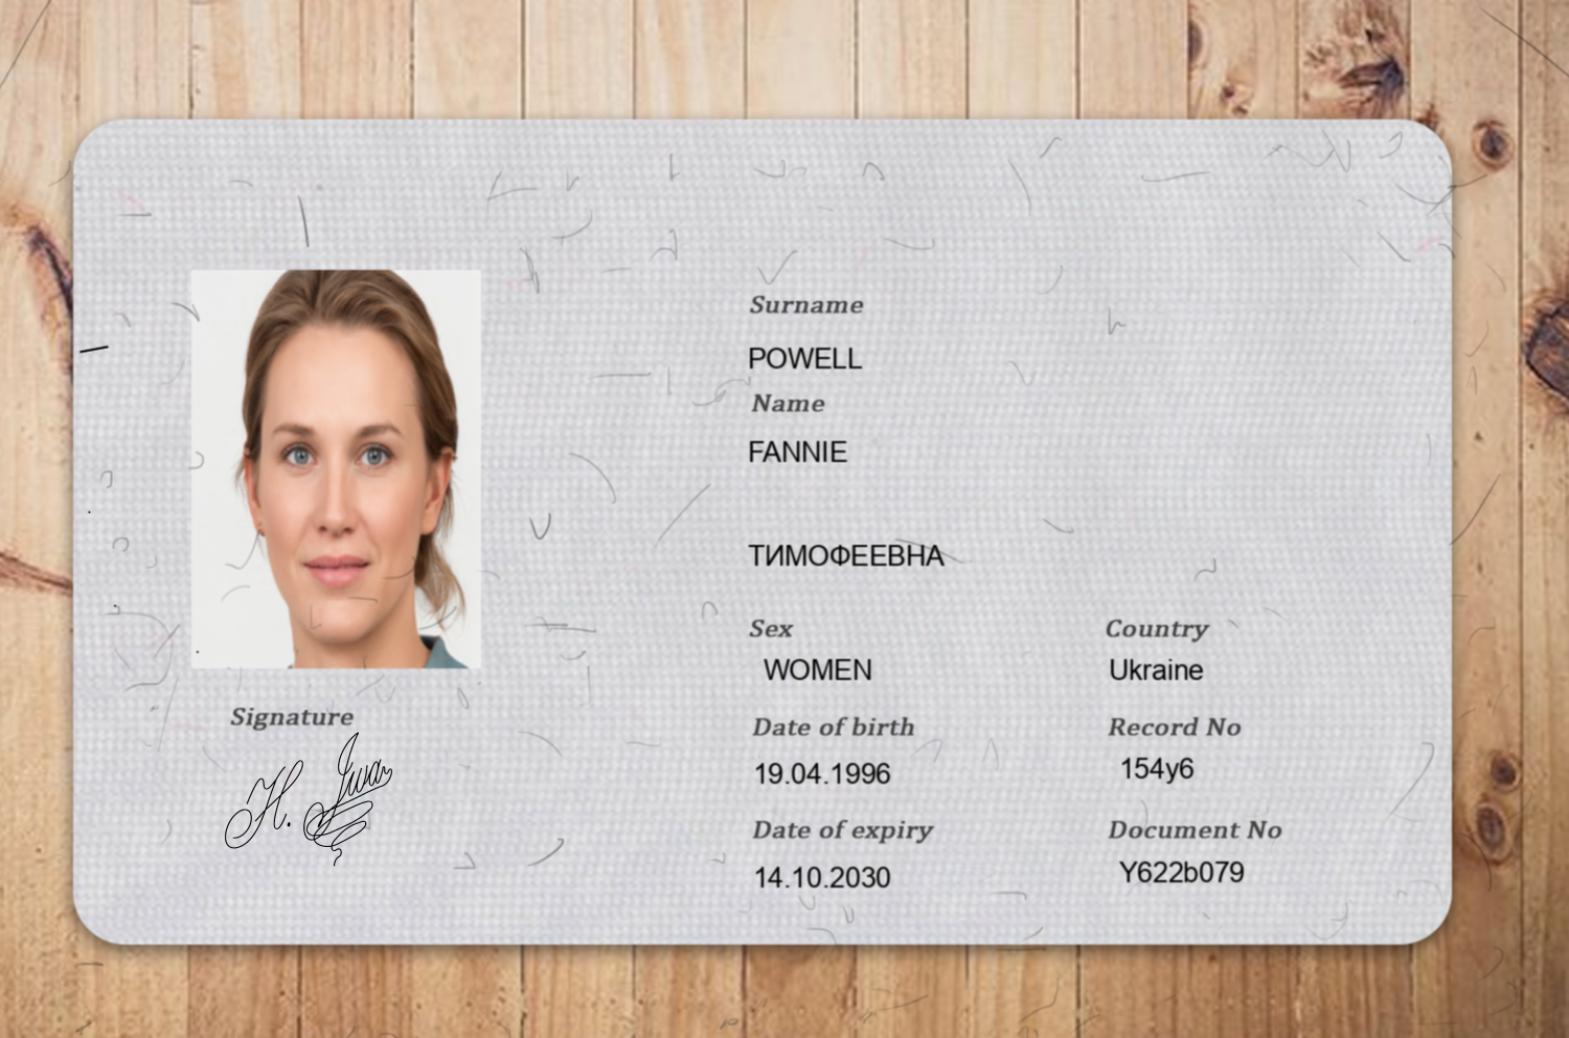 Surname
POWELL
Name
FANNIE
ТИМОФЕЕВНА
Sex
Country
WOMEN
Ukraine
Signature
Date of birth
Record No
19.04.1996
154y6
Date of expiry
Document No
14.10.2030
Y622b079